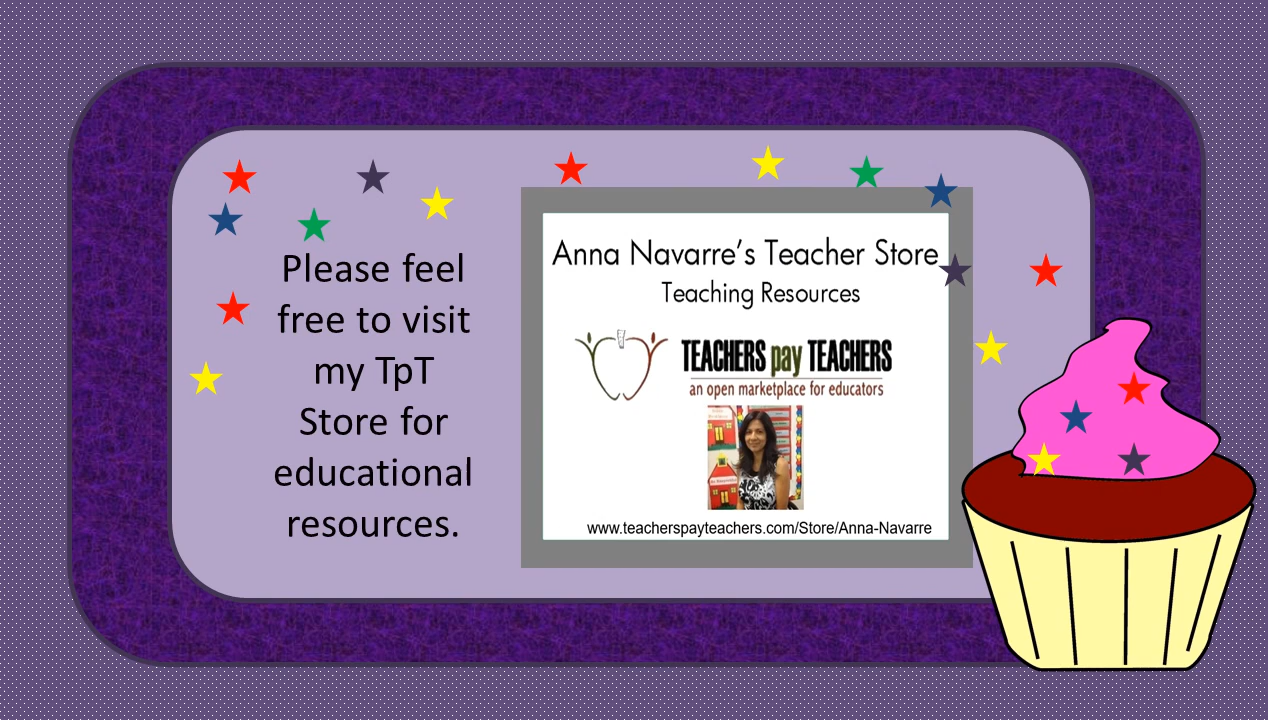 Please feel
free to visit
my TpT
Store for
educational
resources.
Anna Navarre's Teacher Store
Teaching Resources
TEACHERS pay TEACHERS
an open marketplace for educators
www.teacherspayteachers.com/Store/Anna-Navarre